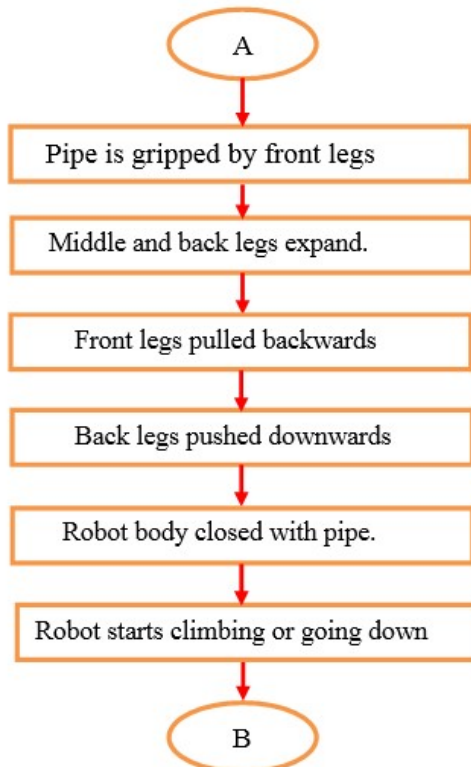 A
Pipe is gripped by front legs
Middle and back legs expand.
Front legs pulled backwards
Back legs pushed downwards
Robot body closed with pipe.
Robot starts climbing or going down
B